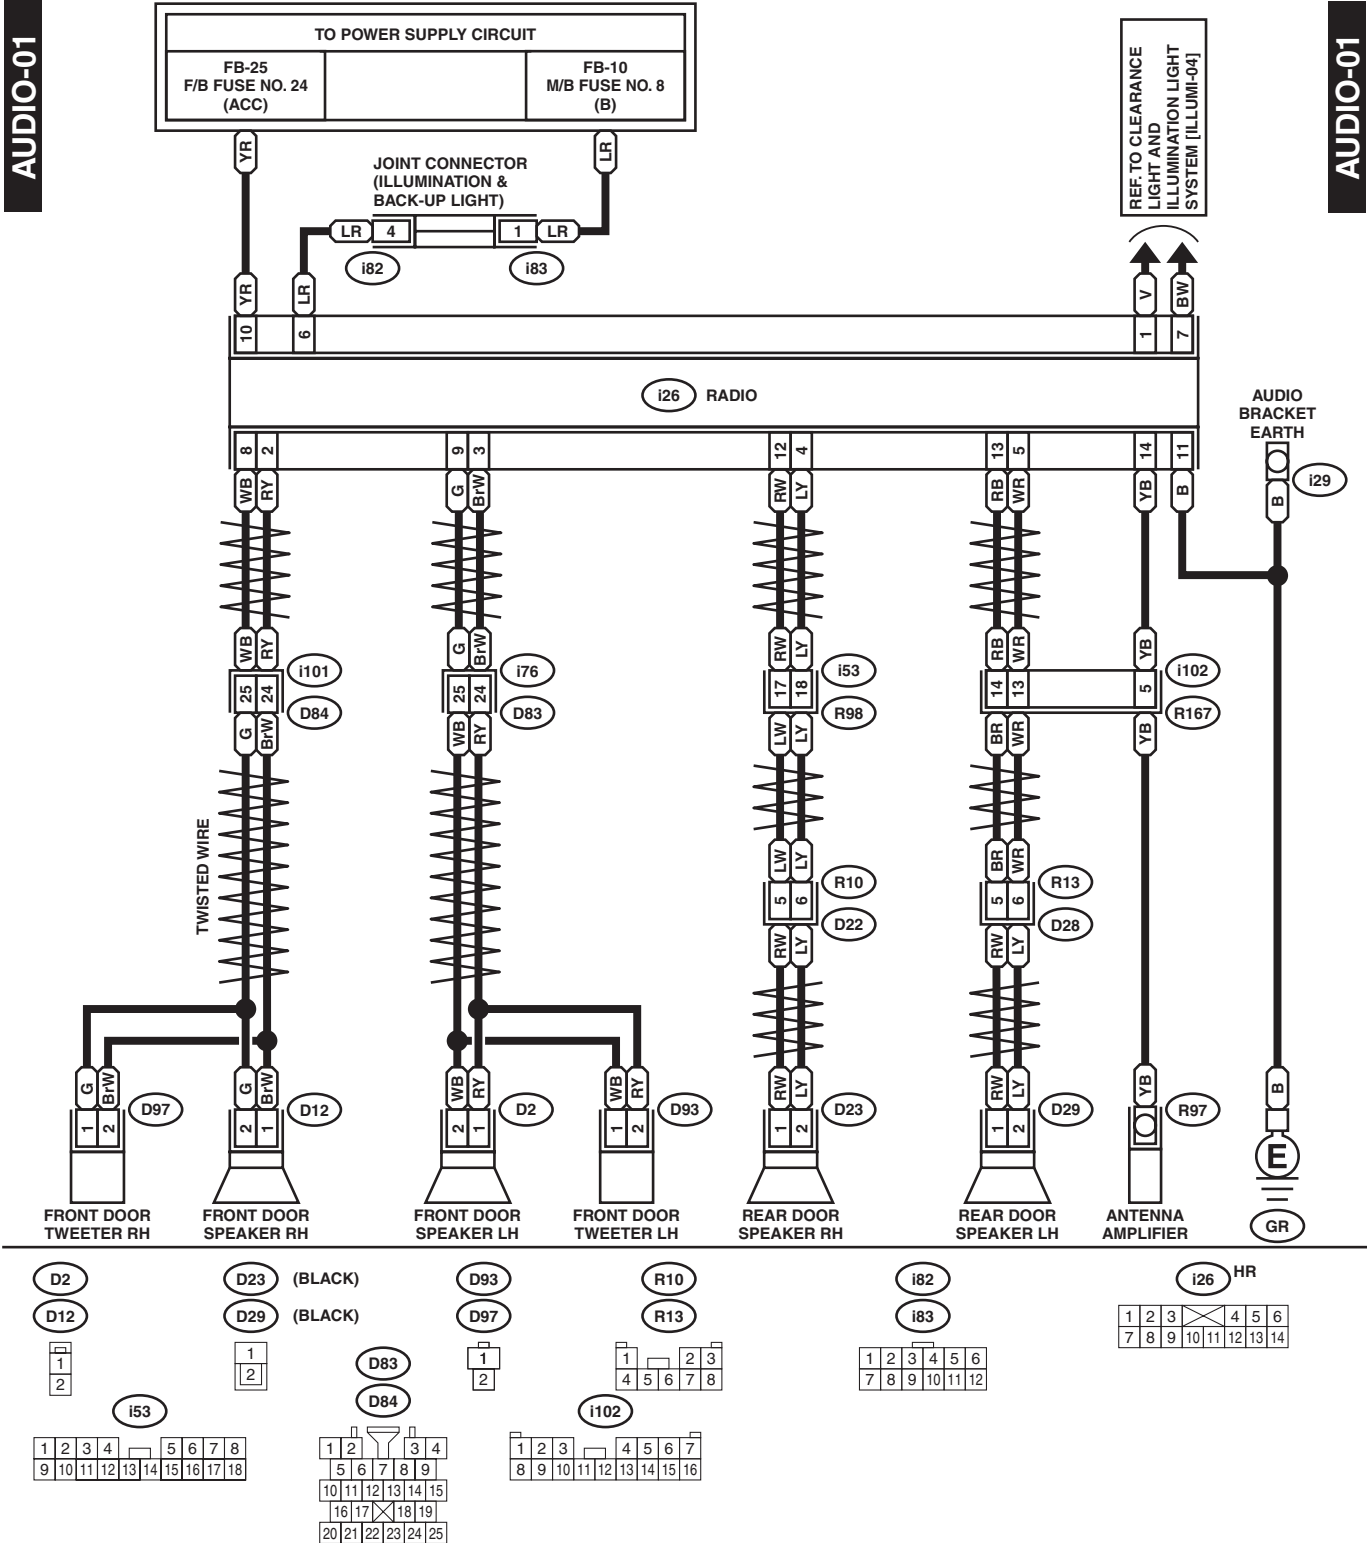 AUDIO-01
AUDIO-01
TO POWER SUPPLY CIRCUIT
FB-25
F/B FUSE NO. 24
(ACC)
FB-10
M/B FUSE NO. 8
(B)
REF. TO CLEARANCE
LIGHT AND
ILLUMINATION LIGHT
SYSTEM [ILLUMI-04]
YR
LR
JOINT CONNECTOR
(ILLUMINATION &
BACK-UP LIGHT)
LR 4 1 LR
i82 i83
YR LR V BW
10 6 1 7
i26 RADIO
AUDIO
BRACKET
EARTH
i29
8 2 9 3 12 4 13 5 14 11
WB RY G BrW RW LY RB WR YB B B
WB RY G BrW RW LY RB WR YB
i101 i76 i53 i102
25 24 25 24 17 18 14 13 5
D84 D83 R98 R167
G BrW WB RY LW LY BR WR YB
TWISTED WIRE
LW LY BR WR
R10 R13
5 6 5 6
D22 D28
RW LY RW LY
G BrW G BrW WB RY WB RY RW LY RW LY YB B
D97 D12 D2 D93 D23 D29 R97
1 2 2 1 2 1 1 2 1 2 1 2
E
GR
FRONT DOOR
TWEETER RH
FRONT DOOR
SPEAKER RH
FRONT DOOR
SPEAKER LH
FRONT DOOR
TWEETER LH
REAR DOOR
SPEAKER RH
REAR DOOR
SPEAKER LH
ANTENNA
AMPLIFIER
D2
D12
1
2
D23 (BLACK)
D29 (BLACK)
1
2
D93
D97
1
2
R10
R13
1 2 3
4 5 6 7 8
i82
i83
1 2 3 4 5 6
7 8 9 10 11 12
i26 HR
1 2 3 4 5 6
7 8 9 10 11 12 13 14
i53
1 2 3 4 5 6 7 8
9 10 11 12 13 14 15 16 17 18
D83
D84
1 2 3 4
5 6 7 8 9
10 11 12 13 14 15
16 17 18 19
20 21 22 23 24 25
i102
1 2 3 4 5 6 7
8 9 10 11 12 13 14 15 16